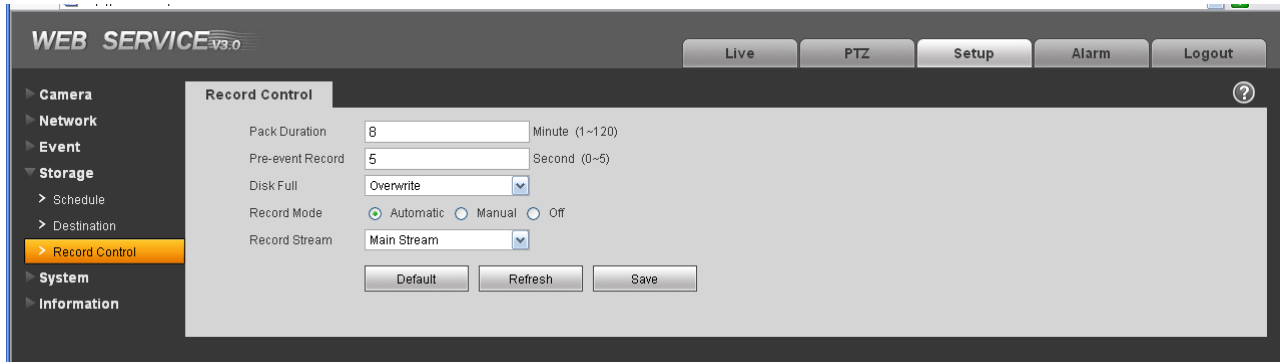 WEB SERVICE V3.0
Live PTZ Setup Alarm Logout
Camera
Network
Event
Storage
Schedule
Destination
Record Control
System
Information
Record Control ?
Pack Duration 8 Minute (1~120)
Pre-event Record 5 Second (0~5)
Disk Full Overwrite
Record Mode Automatic Manual Off
Record Stream Main Stream
Default Refresh Save